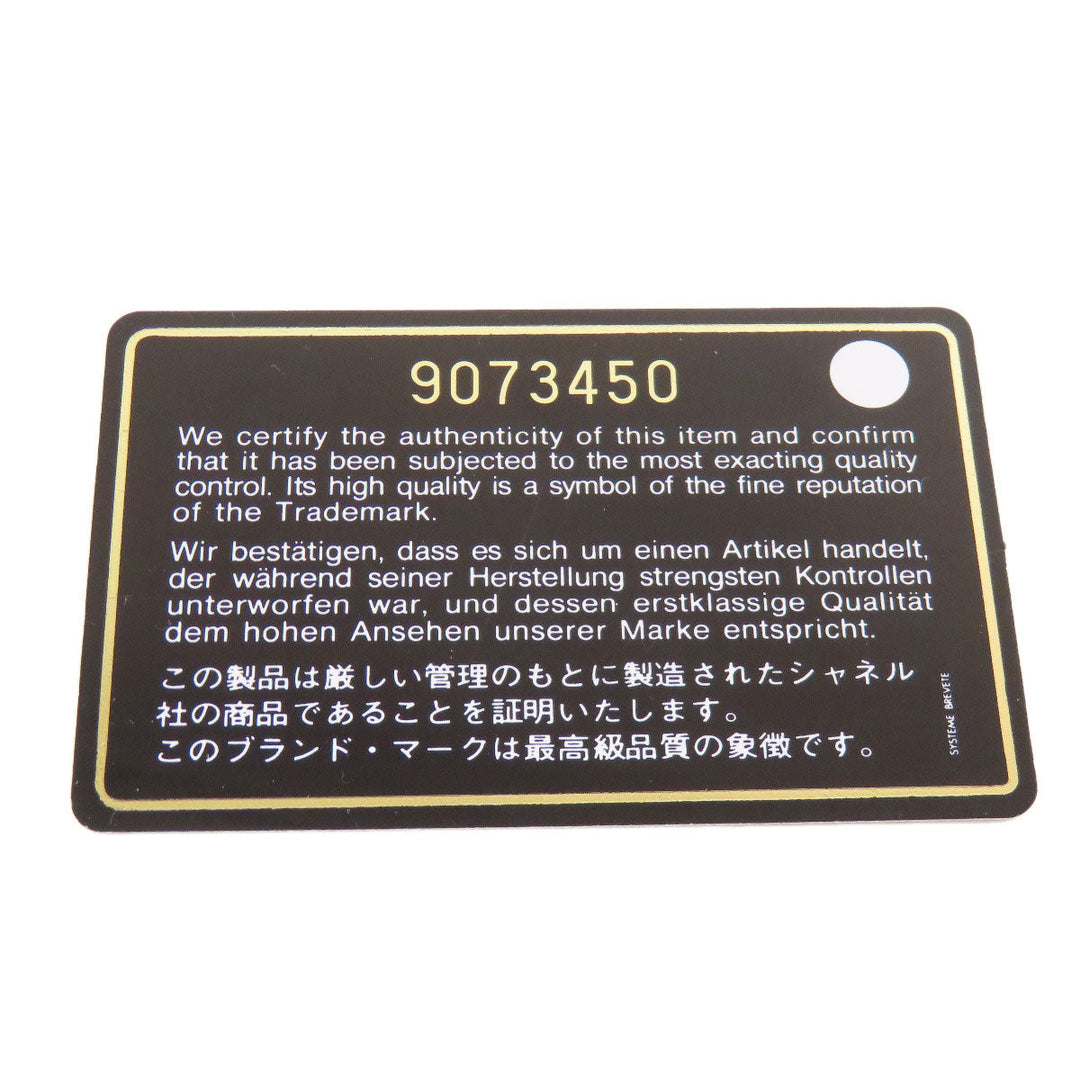 9073450
We certify the authenticity of this item and confirm
that it has been subjected to the most exacting quality
control. Its high quality is a symbol of the fine reputation
of the Trademark.
Wir bestätigen, dass es sich um einen Artikel handelt,
der während seiner Herstellung strengsten Kontrollen
unterworfen war, und dessen erstklassige Qualität
dem hohen Ansehen unserer Marke entspricht.
この製品は厳しい管理のもとに製造されたシャネル
社の商品であることを証明いたします。
このブランド・マークは最高級品質の象徴です。
SYSTEME BREVETE